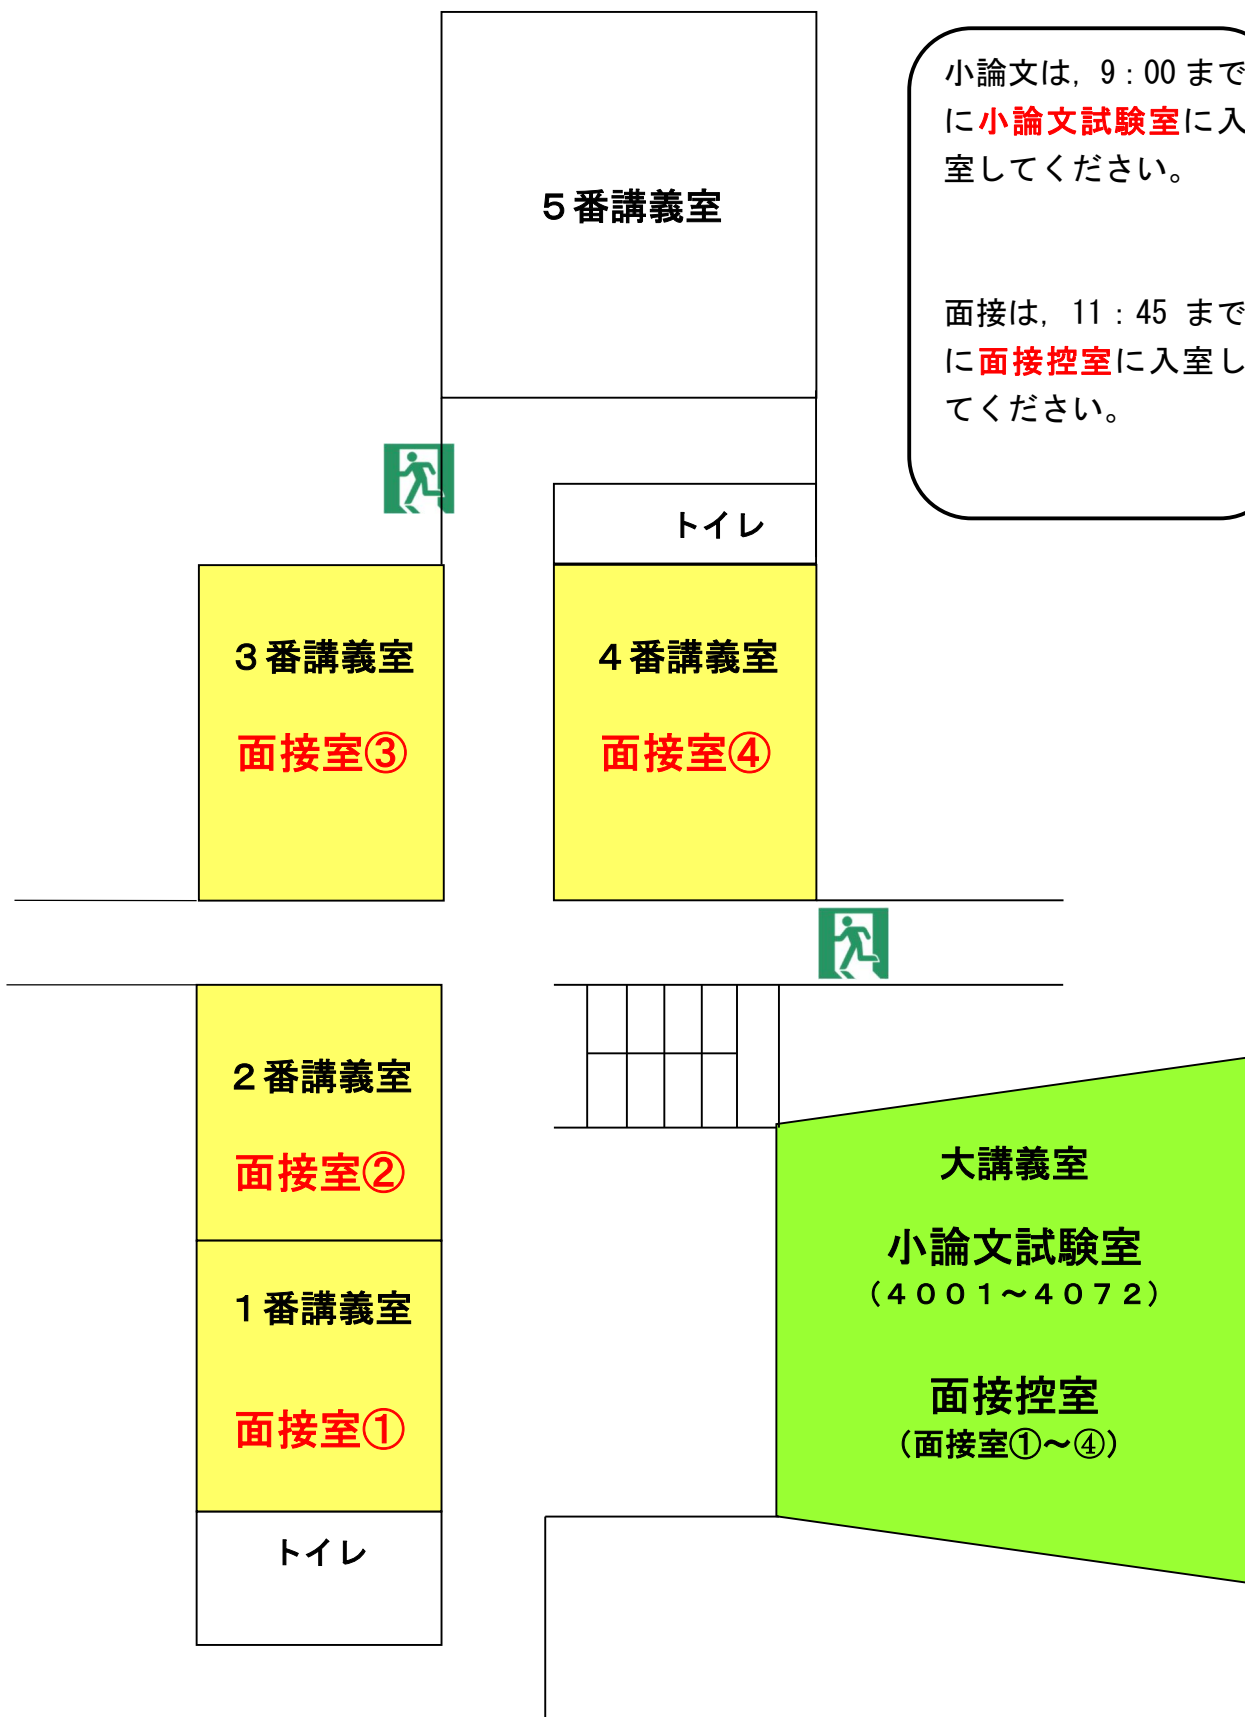 小論文は，9：00 まで
に小論文試験室に入
室してください。
面接は，11：45 まで
に面接控室に入室し
てください。
５番講義室
トイレ
３番講義室
面接室③
４番講義室
面接室④
２番講義室
面接室②
１番講義室
面接室①
トイレ
大講義室
小論文試験室
（４００１～４０７２）
面接控室
（面接室①～④）